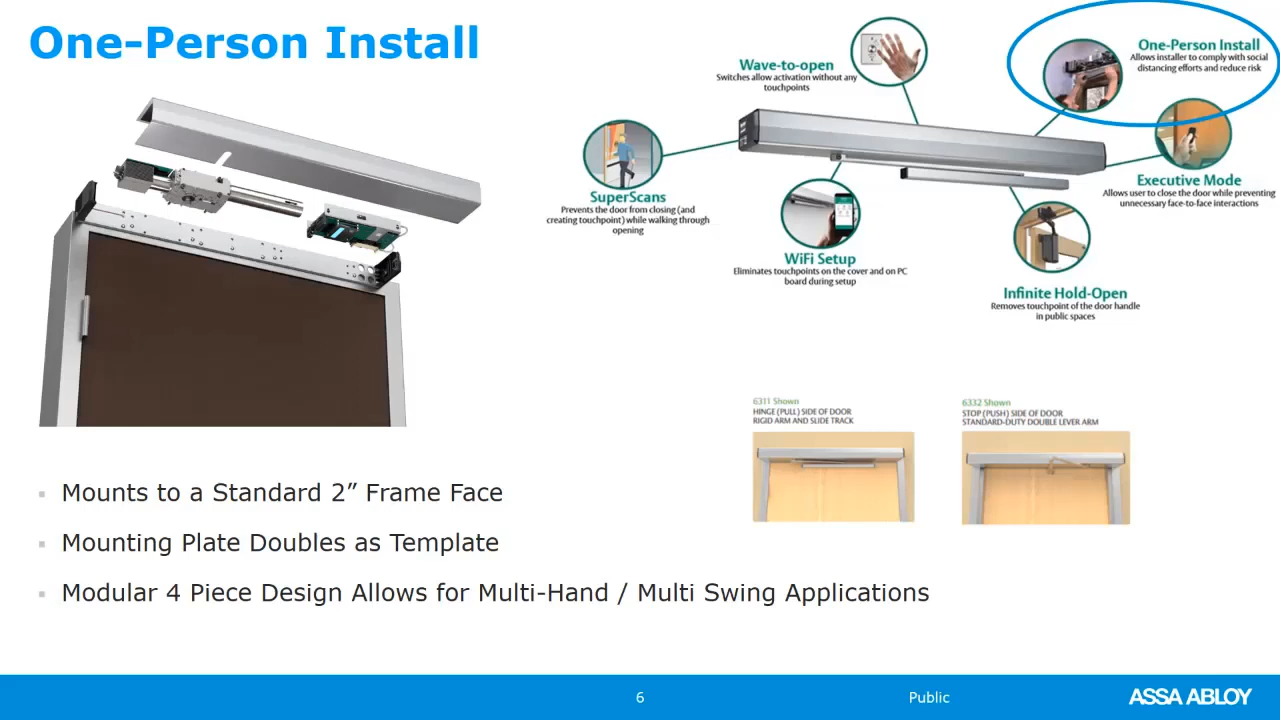 One-Person Install
Wave-to-open
Switches allow activation without any
touchpoints
One-Person Install
Allows installer to comply with social
distancing efforts and reduce risk
SuperScans
Prevents the door from closing (and
creating touchpoint) while walking through
opening
Executive Mode
Allows user to close the door while preventing
unnecessary face-to-face interactions
WiFi Setup
Eliminates touchpoints on the cover and on PC
board during setup
Infinite Hold-Open
Removes touchpoint of the door handle
in public spaces
6311 Shown
HINGE (PULL) SIDE OF DOOR
RIGID ARM AND SLIDE TRACK
6332 Shown
STOP (PUSH) SIDE OF DOOR
STANDARD-DUTY DOUBLE LEVER ARM
▪ Mounts to a Standard 2” Frame Face
▪ Mounting Plate Doubles as Template
▪ Modular 4 Piece Design Allows for Multi-Hand / Multi Swing Applications
6
Public
ASSA ABLOY